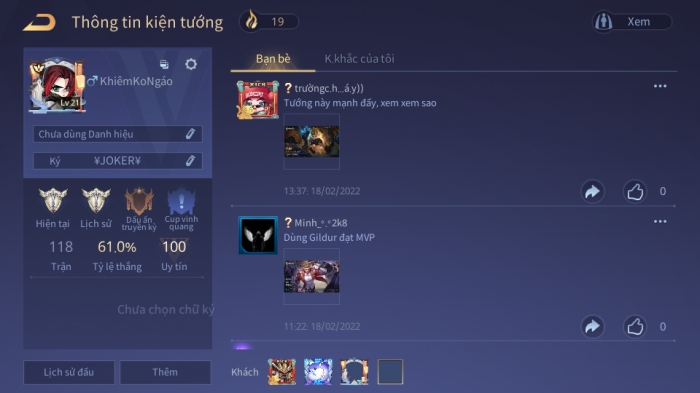 Thông tin kiện tướng
19
Xem
KhiêmKoNgáo
Lv 21
Chưa dùng Danh hiệu
Ký ¥JOKER¥
Hiện tại Lịch sử Dấu ấn truyền kỳ Cup vinh quang
118 61.0% 100
Trận Tỷ lệ thắng Uy tín
Chưa chọn chữ ký
Lịch sử đấu
Thêm
Bạn bè K.khắc của tôi
trườngc.h...á.y))
Tướng này mạnh đấy, xem xem sao
13:37: 18/02/2022
0
Minh_°.°2k8
Dùng Gildur đạt MVP
11:22: 18/02/2022
0
Khách